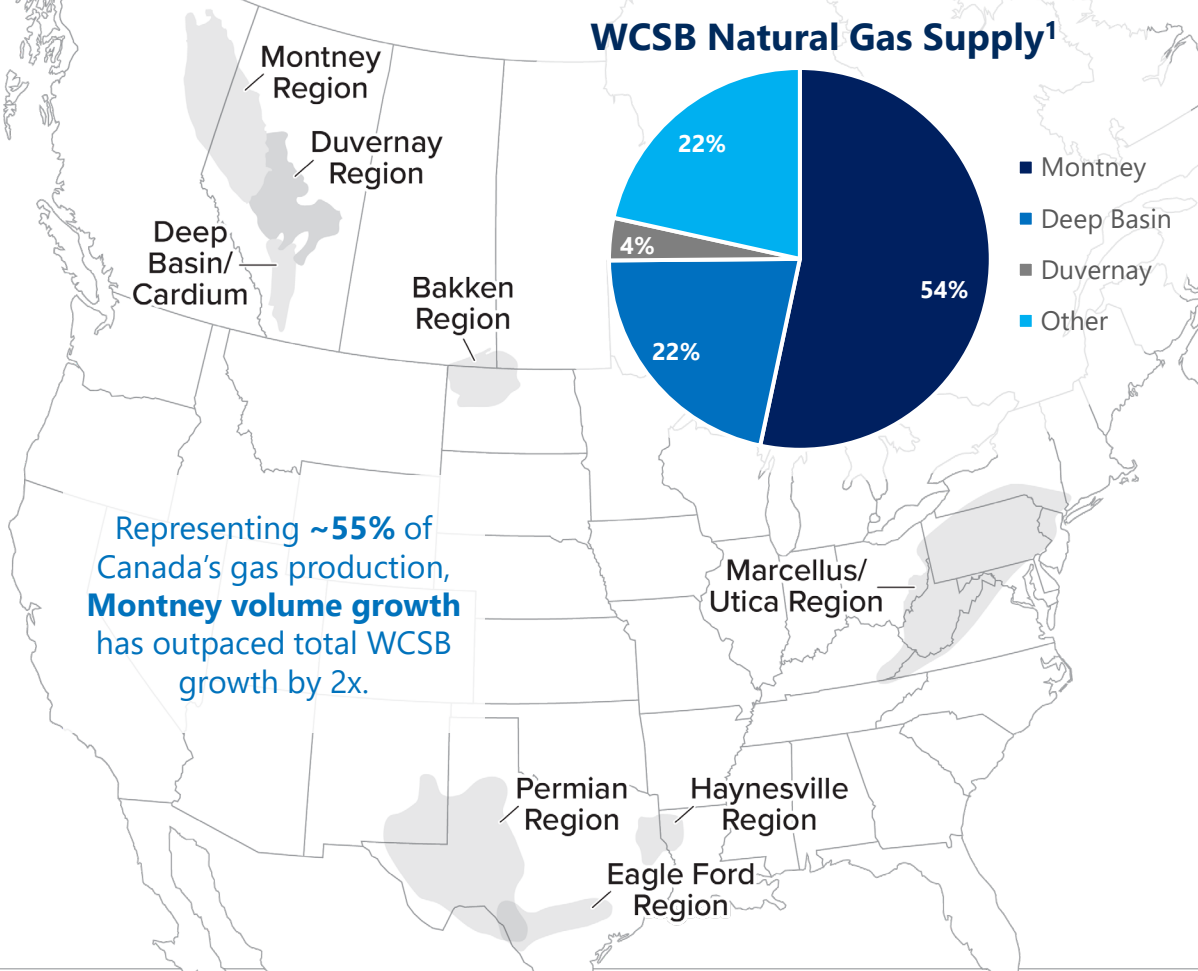 WCSB Natural Gas Supply¹
Montney
Region
Duvernay
Region
Deep
Basin/
Cardium
Bakken
Region
22%
4%
22%
54%
Montney
Deep Basin
Duvernay
Other
Representing ~55% of
Canada's gas production,
Montney volume growth
has outpaced total WCSB
growth by 2x.
Marcellus/
Utica Region
Permian
Region
Haynesville
Region
Eagle Ford
Region